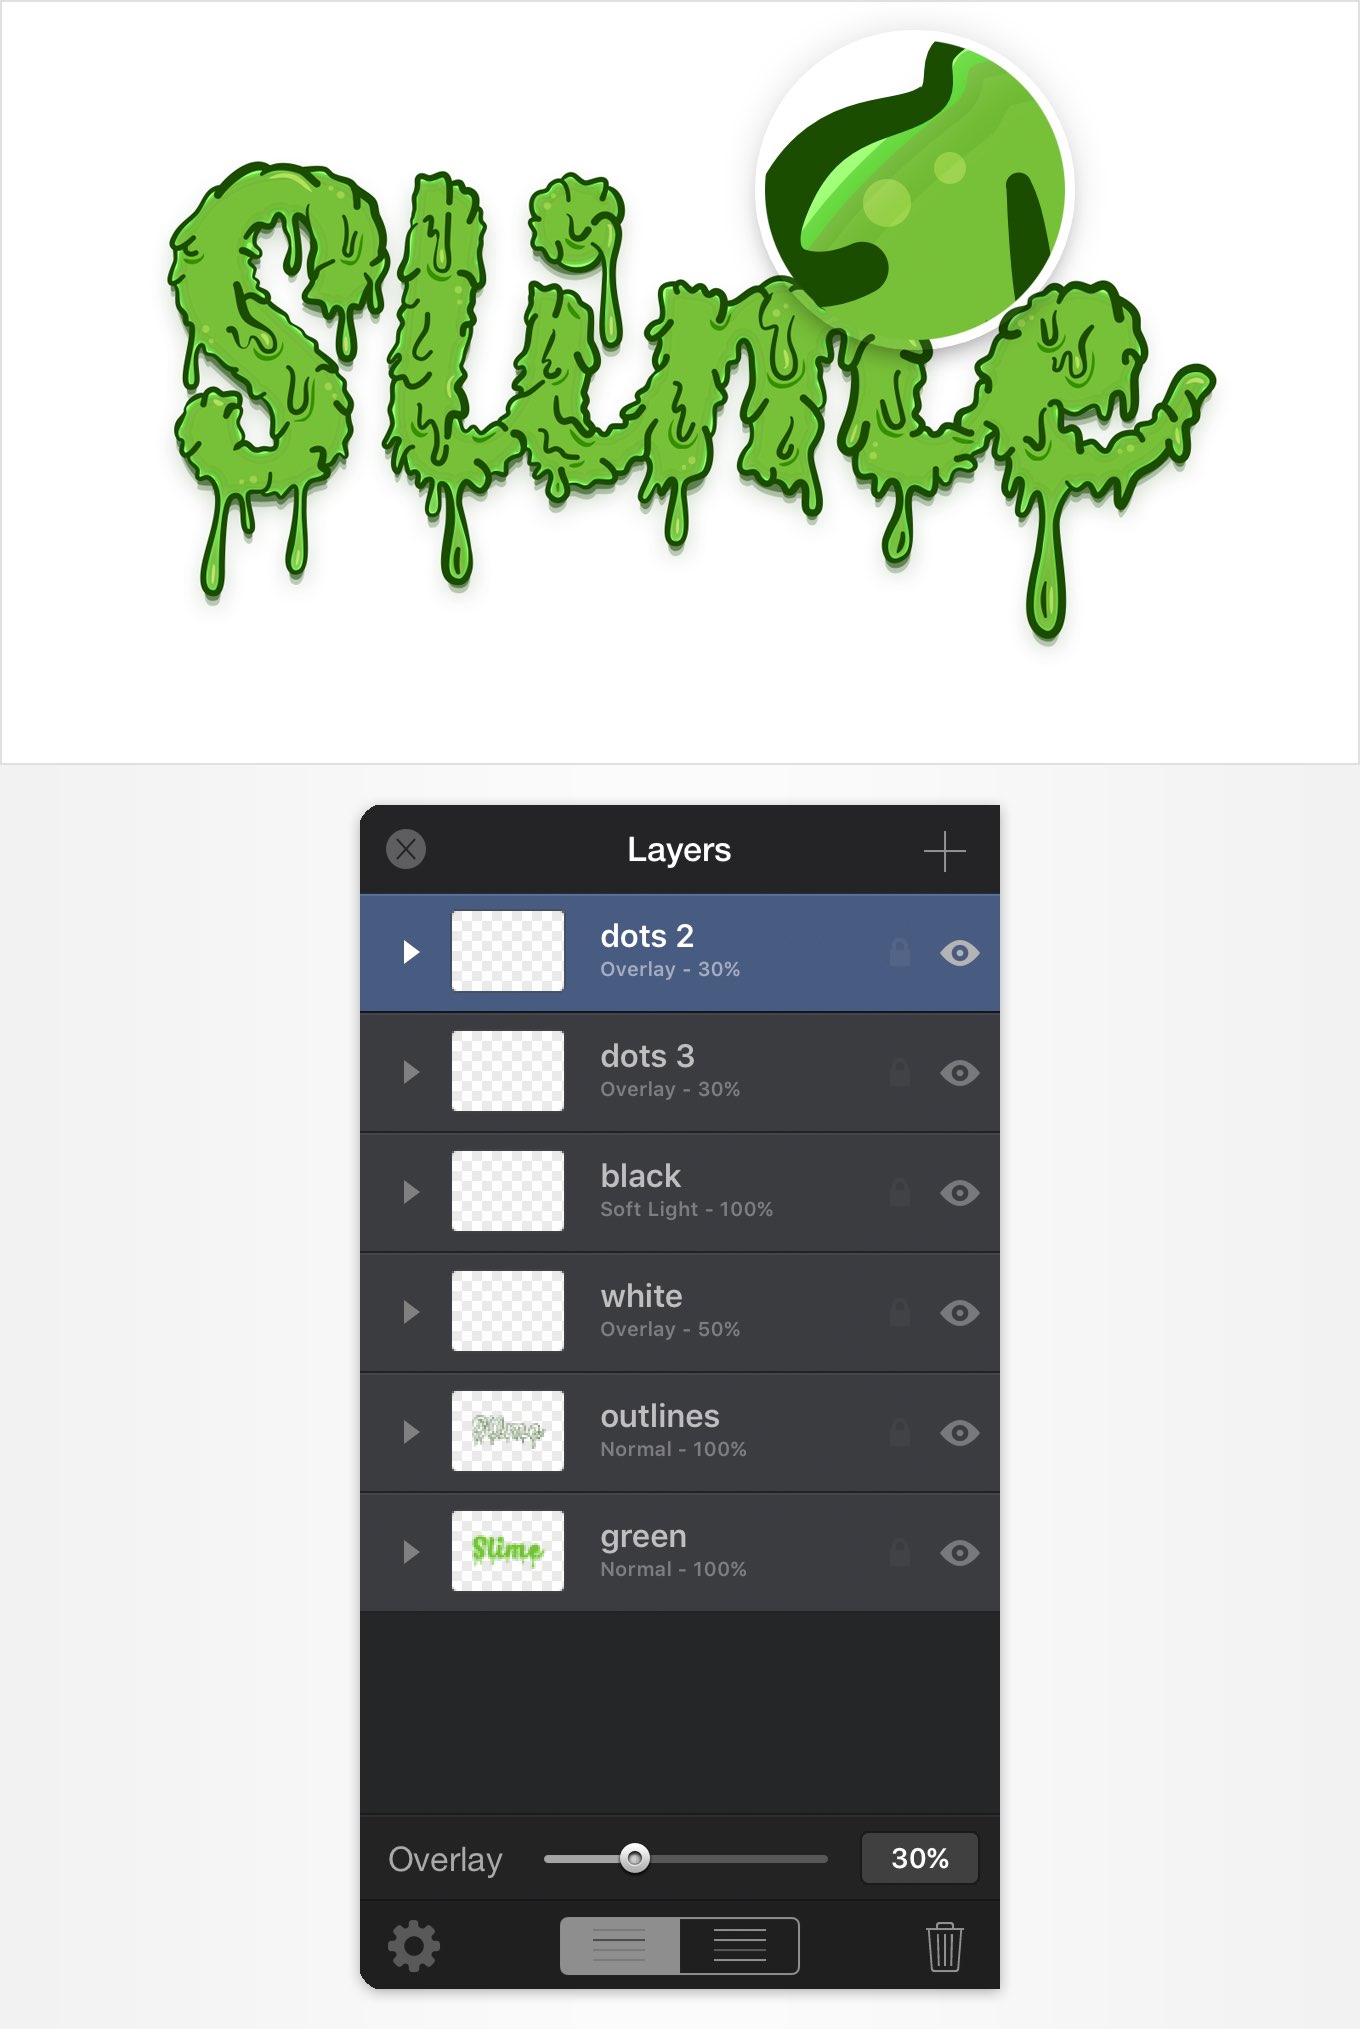 Slime
Layers
dots 2
Overlay - 30%
dots 3
Overlay - 30%
black
Soft Light - 100%
white
Overlay - 50%
Slime
outlines
Normal - 100%
Slime
green
Normal - 100%
Overlay
30%